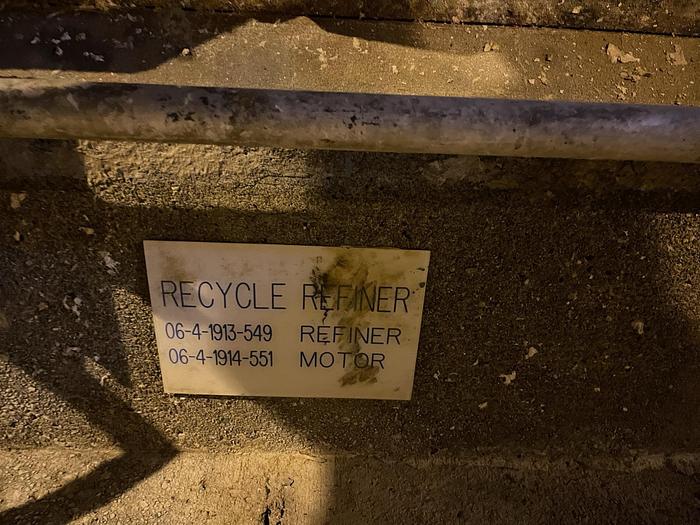 RECYCLE REFINER
06-4-1913-549 REFINER
06-4-1914-551 MOTOR